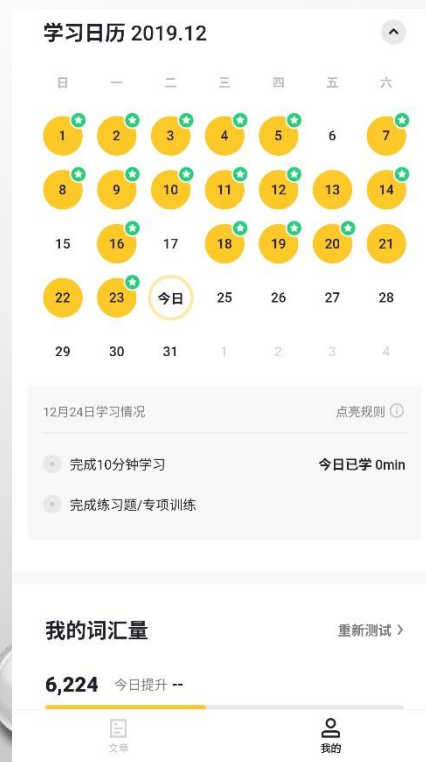 学习日历 2019.12
日 一 二 三 四 五 六
1 2 3 4 5 6 7
8 9 10 11 12 13 14
15 16 17 18 19 20 21
22 23 今日 25 26 27 28
29 30 31 1 2 3 4
12月24日学习情况 点亮规则
完成10分钟学习 今日已学 0min
完成练习题/专项训练
我的词汇量 重新测试
6,224 今日提升 --
文章 我的